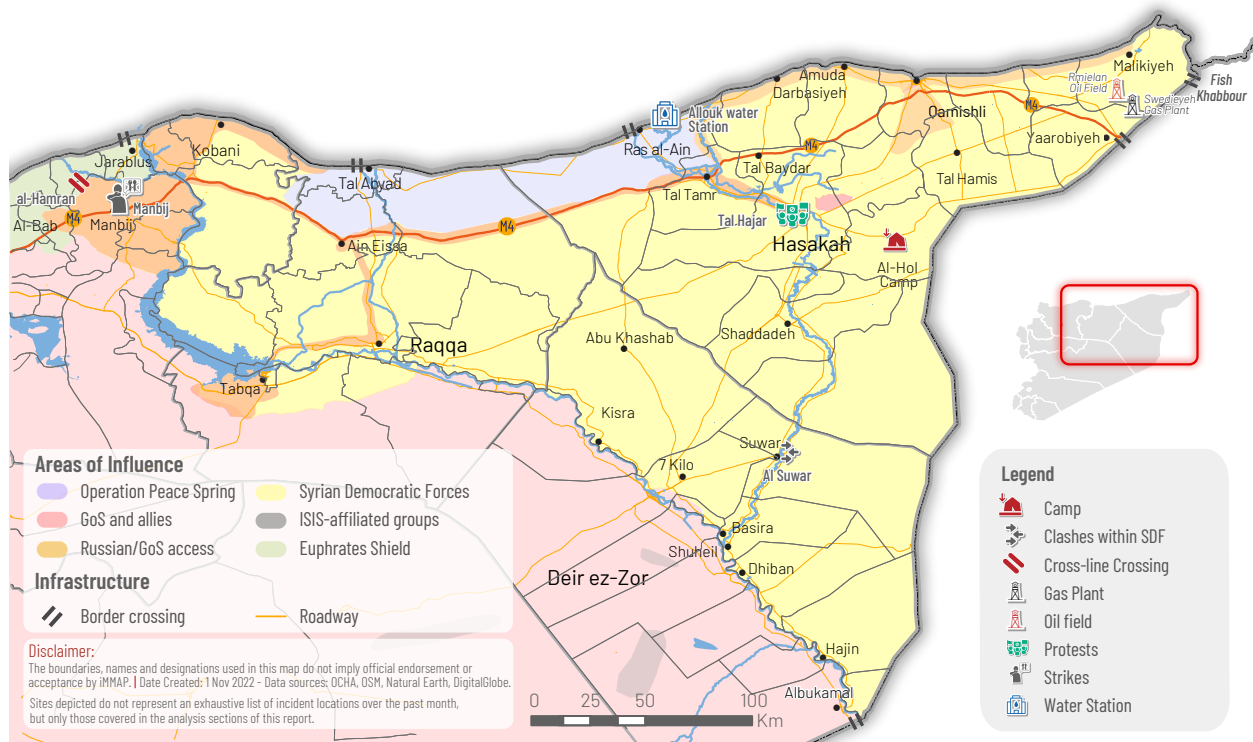 Malikiyeh
Fish
Khabbour
Rmielan
Oil Field
Swedieyeh
Gas Plant
Amuda
Darbasiyeh
Qamishli
M4
Yaarobiyeh
Allouk water
Station
Ras al-Ain
M4
Tal Baydar
Tal Hamis
Jarablus
Kobani
Tal Abyad
Tal Tamr
al-Hamran
Manbij
Al-Bab
M4
Manbij
M4
Tal Hajar
Hasakah
Ain Eissa
Al-Hol
Camp
Raqqa
Abu Khashab
Shaddadeh
Tabqa
Kisra
Suwar
7 Kilo
Al Suwar
Basira
Shuheil
Dhiban
Deir ez-Zor
Hajin
Albukamal
Areas of Influence
Operation Peace Spring
Syrian Democratic Forces
GoS and allies
ISIS-affiliated groups
Russian/GoS access
Euphrates Shield
Infrastructure
Border crossing
Roadway
Disclaimer:
The boundaries, names and designations used in this map do not imply official endorsement or
acceptance by iMMAP. | Date Created: 1 Nov 2022 - Data sources: OCHA, OSM, Natural Earth, DigitalGlobe.
Sites depicted do not represent an exhaustive list of incident locations over the past month,
but only those covered in the analysis sections of this report.
0 25 50 100
Km
Legend
Camp
Clashes within SDF
Cross-line Crossing
Gas Plant
Oil field
Protests
Strikes
Water Station